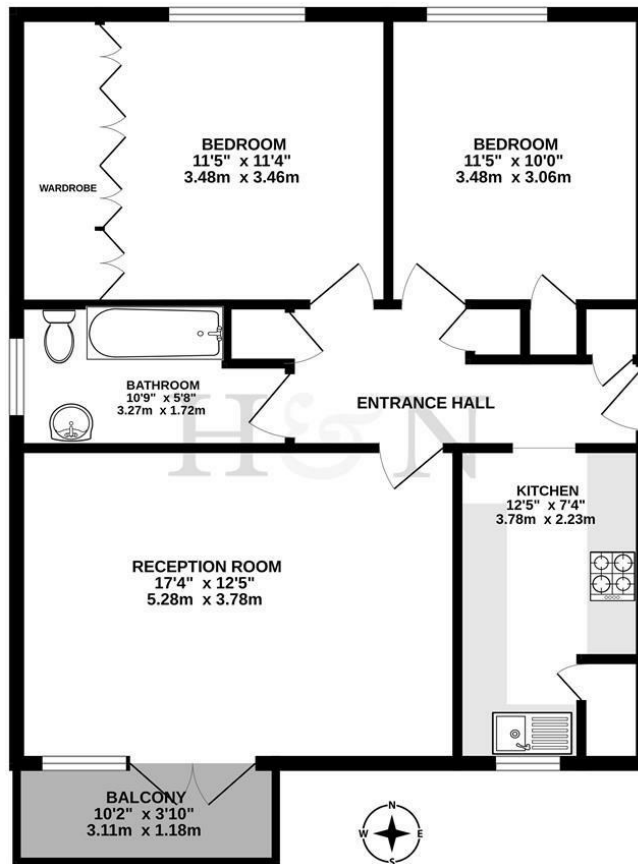 BEDROOM
11'5" x 11'4"
3.48m x 3.46m
BEDROOM
11'5" x 10'0"
3.48m x 3.06m
WARDROBE
BATHROOM
10'9" x 5'8"
3.27m x 1.72m
ENTRANCE HALL
H&N
KITCHEN
12'5" x 7'4"
3.78m x 2.23m
RECEPTION ROOM
17'4" x 12'5"
5.28m x 3.78m
BALCONY
10'2" x 3'10"
3.11m x 1.18m
N
W E
S